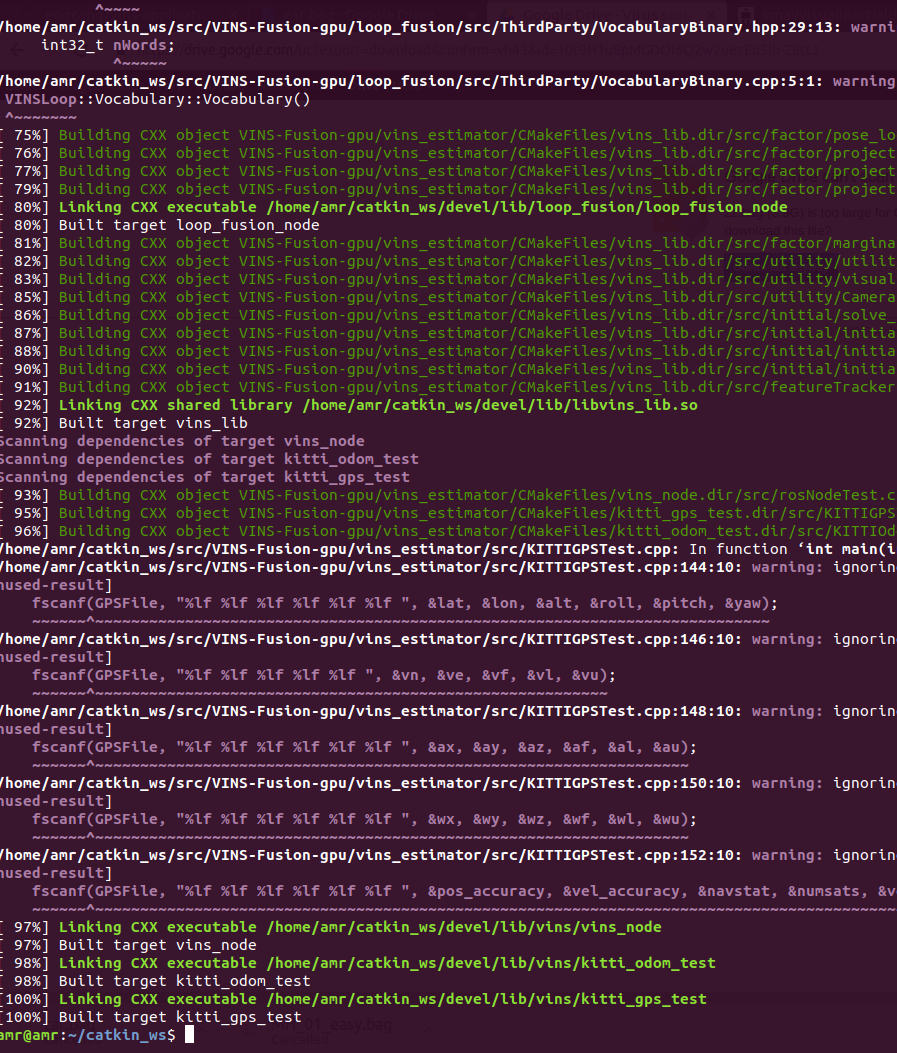 ^~~~~
/home/amr/catkin_ws/src/VINS-Fusion-gpu/loop_fusion/src/ThirdParty/VocabularyBinary.hpp:29:13: warni
int32_t nWords;
^~~~~~
/home/amr/catkin_ws/src/VINS-Fusion-gpu/loop_fusion/src/ThirdParty/VocabularyBinary.cpp:5:1: warning
VINSLoop::Vocabulary::Vocabulary()
^~~~~~~~
[ 75%] Building CXX object VINS-Fusion-gpu/vins_estimator/CMakeFiles/vins_lib.dir/src/factor/pose_lo
[ 76%] Building CXX object VINS-Fusion-gpu/vins_estimator/CMakeFiles/vins_lib.dir/src/factor/project
[ 77%] Building CXX object VINS-Fusion-gpu/vins_estimator/CMakeFiles/vins_lib.dir/src/factor/project
[ 79%] Building CXX object VINS-Fusion-gpu/vins_estimator/CMakeFiles/vins_lib.dir/src/factor/project
[ 80%] Linking CXX executable /home/amr/catkin_ws/devel/lib/loop_fusion/loop_fusion_node
[ 80%] Built target loop_fusion_node
[ 81%] Building CXX object VINS-Fusion-gpu/vins_estimator/CMakeFiles/vins_lib.dir/src/factor/margina
[ 82%] Building CXX object VINS-Fusion-gpu/vins_estimator/CMakeFiles/vins_lib.dir/src/utility/utilit
[ 83%] Building CXX object VINS-Fusion-gpu/vins_estimator/CMakeFiles/vins_lib.dir/src/utility/visual
[ 85%] Building CXX object VINS-Fusion-gpu/vins_estimator/CMakeFiles/vins_lib.dir/src/utility/Camera
[ 86%] Building CXX object VINS-Fusion-gpu/vins_estimator/CMakeFiles/vins_lib.dir/src/initial/solve_
[ 87%] Building CXX object VINS-Fusion-gpu/vins_estimator/CMakeFiles/vins_lib.dir/src/initial/initia
[ 88%] Building CXX object VINS-Fusion-gpu/vins_estimator/CMakeFiles/vins_lib.dir/src/initial/initia
[ 90%] Building CXX object VINS-Fusion-gpu/vins_estimator/CMakeFiles/vins_lib.dir/src/initial/initia
[ 91%] Building CXX object VINS-Fusion-gpu/vins_estimator/CMakeFiles/vins_lib.dir/src/featureTracker
[ 92%] Linking CXX shared library /home/amr/catkin_ws/devel/lib/libvins_lib.so
[ 92%] Built target vins_lib
Scanning dependencies of target vins_node
Scanning dependencies of target kitti_odom_test
Scanning dependencies of target kitti_gps_test
[ 93%] Building CXX object VINS-Fusion-gpu/vins_estimator/CMakeFiles/vins_node.dir/src/rosNodeTest.c
[ 95%] Building CXX object VINS-Fusion-gpu/vins_estimator/CMakeFiles/kitti_gps_test.dir/src/KITTIGPS
[ 96%] Building CXX object VINS-Fusion-gpu/vins_estimator/CMakeFiles/kitti_odom_test.dir/src/KITTIOd
/home/amr/catkin_ws/src/VINS-Fusion-gpu/vins_estimator/src/KITTIGPSTest.cpp: In function ‘int main(i
/home/amr/catkin_ws/src/VINS-Fusion-gpu/vins_estimator/src/KITTIGPSTest.cpp:144:10: warning: ignorin
nused-result]
fscanf(GPSFile, "%lf %lf %lf %lf %lf %lf ", &lat, &lon, &alt, &roll, &pitch, &yaw);
~~~~~~^~~~~~~~~~~~~~~~~~~~~~~~~~~~~~~~~~~~~~~~~~~~~~~~~~~~~~~~~~~~~~~~~~~~~~~~~~~~
/home/amr/catkin_ws/src/VINS-Fusion-gpu/vins_estimator/src/KITTIGPSTest.cpp:146:10: warning: ignorin
nused-result]
fscanf(GPSFile, "%lf %lf %lf %lf %lf ", &vn, &ve, &vf, &vl, &vu);
~~~~~~^~~~~~~~~~~~~~~~~~~~~~~~~~~~~~~~~~~~~~~~~~~~~~~~~~~~~~~~~~
/home/amr/catkin_ws/src/VINS-Fusion-gpu/vins_estimator/src/KITTIGPSTest.cpp:148:10: warning: ignorin
nused-result]
fscanf(GPSFile, "%lf %lf %lf %lf %lf %lf ", &ax, &ay, &az, &af, &al, &au);
~~~~~~^~~~~~~~~~~~~~~~~~~~~~~~~~~~~~~~~~~~~~~~~~~~~~~~~~~~~~~~~~~~~~~~~~~
/home/amr/catkin_ws/src/VINS-Fusion-gpu/vins_estimator/src/KITTIGPSTest.cpp:150:10: warning: ignorin
nused-result]
fscanf(GPSFile, "%lf %lf %lf %lf %lf %lf ", &wx, &wy, &wz, &wf, &wl, &wu);
~~~~~~^~~~~~~~~~~~~~~~~~~~~~~~~~~~~~~~~~~~~~~~~~~~~~~~~~~~~~~~~~~~~~~~~~~
/home/amr/catkin_ws/src/VINS-Fusion-gpu/vins_estimator/src/KITTIGPSTest.cpp:152:10: warning: ignorin
nused-result]
fscanf(GPSFile, "%lf %lf %lf %lf %lf %lf ", &pos_accuracy, &vel_accuracy, &navstat, &numsats, &v
~~~~~~^~~~~~~~~~~~~~~~~~~~~~~~~~~~~~~~~~~~~~~~~~~~~~~~~~~~~~~~~~~~~~~~~~~~~~~~~~~~~~~~~~~~~~~~~~
[ 97%] Linking CXX executable /home/amr/catkin_ws/devel/lib/vins/vins_node
[ 97%] Built target vins_node
[ 98%] Linking CXX executable /home/amr/catkin_ws/devel/lib/vins/kitti_odom_test
[ 98%] Built target kitti_odom_test
[100%] Linking CXX executable /home/amr/catkin_ws/devel/lib/vins/kitti_gps_test
[100%] Built target kitti_gps_test
amr@amr:~/catkin_ws$